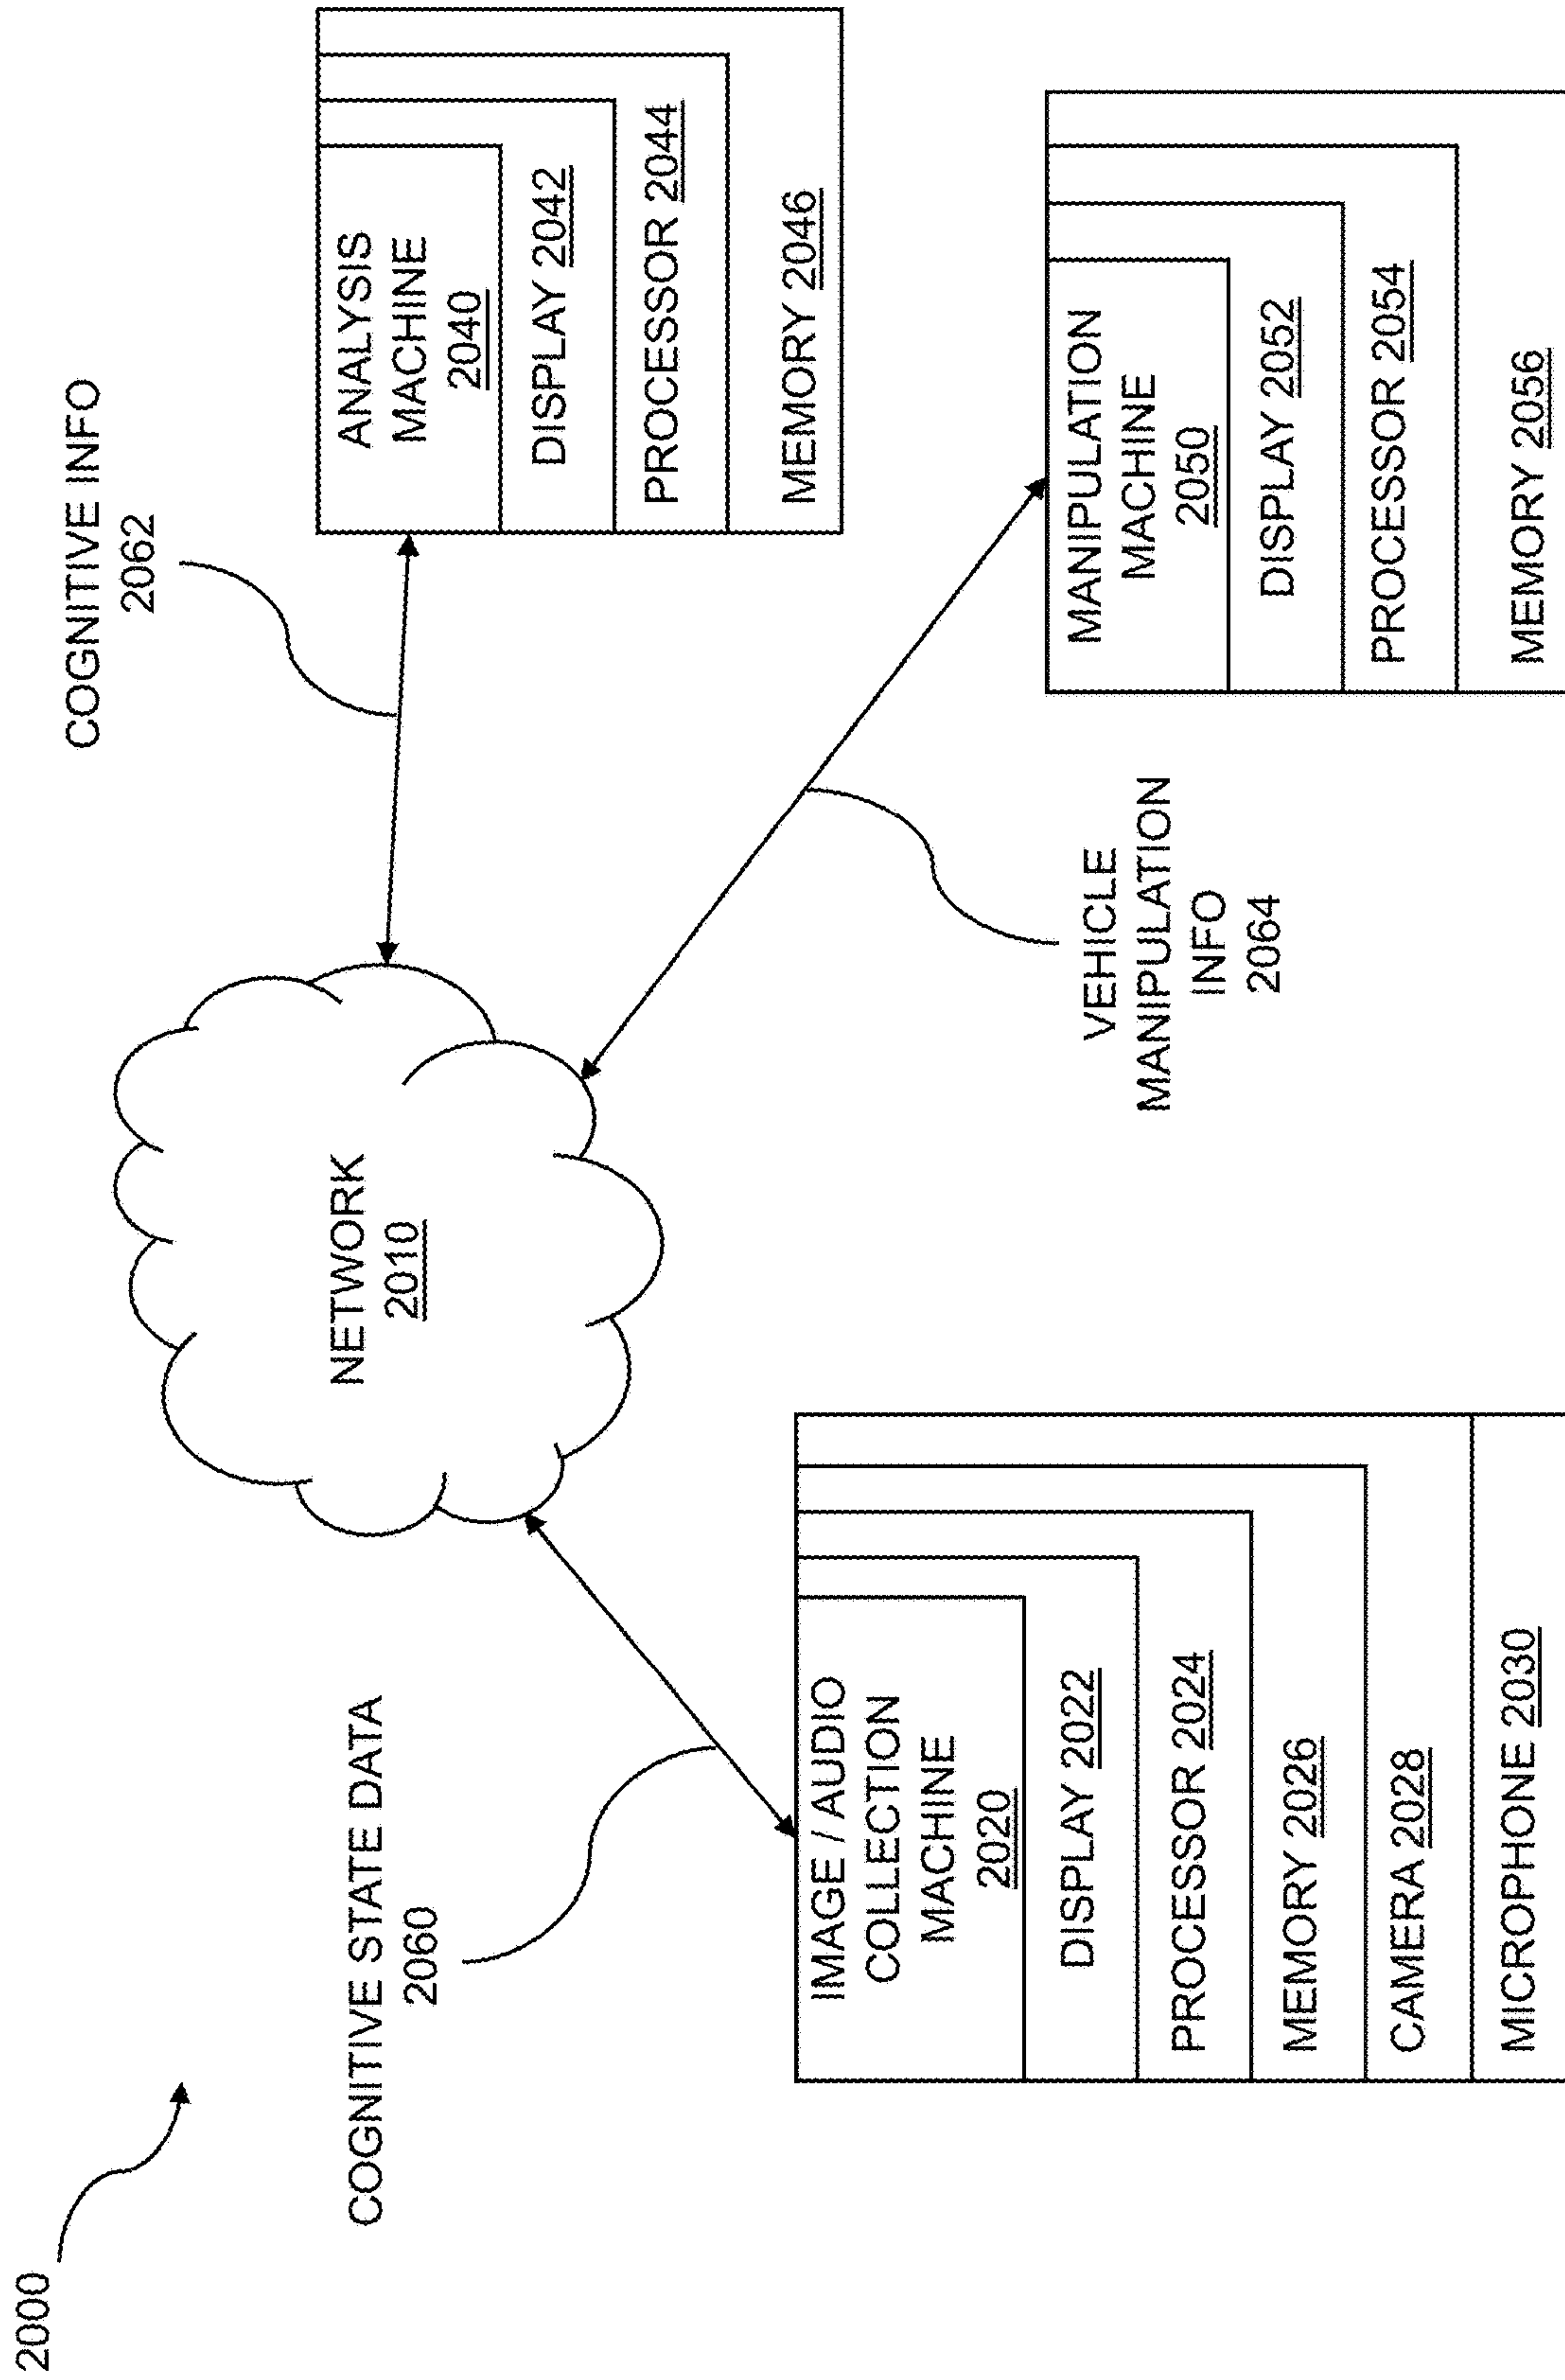 2000
COGNITIVE STATE DATA
2060
NETWORK
2010
COGNITIVE INFO
2062
IMAGE / AUDIO
COLLECTION
MACHINE
2020
DISPLAY 2022
PROCESSOR 2024
MEMORY 2026
CAMERA 2028
MICROPHONE 2030
VEHICLE
MANIPULATION
INFO
2064
ANALYSIS
MACHINE
2040
DISPLAY 2042
PROCESSOR 2044
MEMORY 2046
MANIPULATION
MACHINE
2050
DISPLAY 2052
PROCESSOR 2054
MEMORY 2056